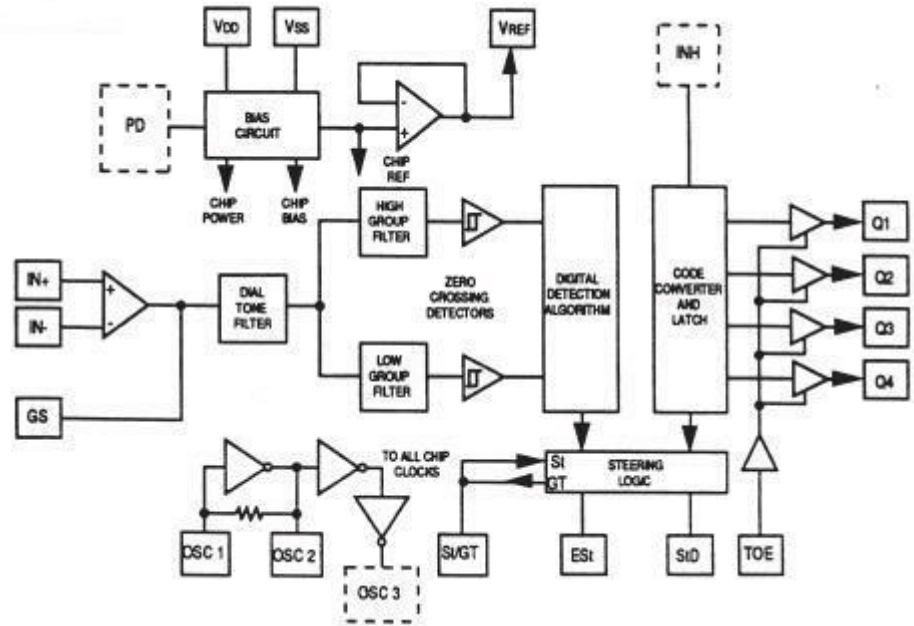 VDD
VSS
VREF
INH
PD
BIAS
CIRCUIT
-
+
CHIP
REF
CHIP
POWER
CHIP
BIAS
HIGH
GROUP
FILTER
Q1
IN+
+
DIAL
TONE
FILTER
ZERO
CROSSING
DETECTORS
DIGITAL
DETECTION
ALGORITHM
CODE
CONVERTER
AND
LATCH
Q2
IN-
-
Q3
LOW
GROUP
FILTER
Q4
GS
TO ALL CHIP
CLOCKS
St
GT
STEERING
LOGIC
OSC 1
OSC 2
St/GT
ESt
StD
TOE
OSC 3